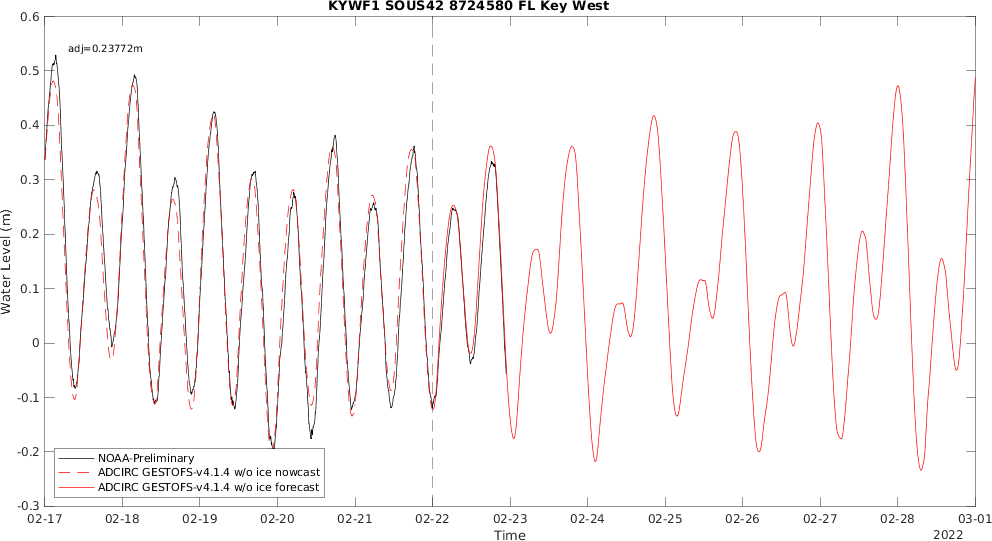 KYWF1 SOUS42 8724580 FL Key West
adj=0.23772m
0.6
0.5
0.4
0.3
0.2
0.1
0
-0.1
-0.2
-0.3
Water Level (m)
NOAA-Preliminary
ADCIRC GESTOFS-v4.1.4 w/o ice nowcast
ADCIRC GESTOFS-v4.1.4 w/o ice forecast
02-17 02-18 02-19 02-20 02-21 02-22 02-23 02-24 02-25 02-26 02-27 02-28 03-01
Time
2022